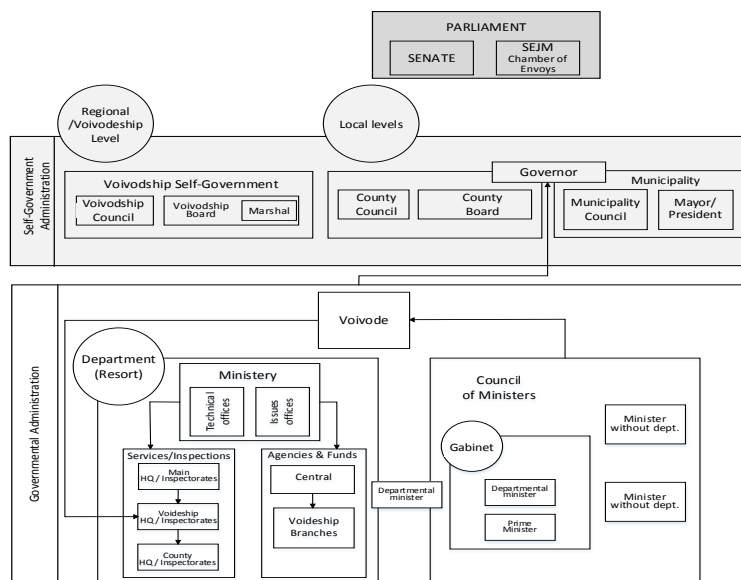 PARLIAMENT
SENATE
SEJM
Chamber of
Envoys
Regional
/Voivodeship
Level
Local levels
Self-Government
Administration
Voivodship Self-Government
Voivodship
Council
Voivodship
Board
Marshal
Governor
County
Council
County
Board
Municipality
Municipality
Council
Mayor/
President
Governmental Administration
Voivode
Department
(Resort)
Ministery
Technical
offices
Issues
offices
Services/Inspections
Main
HQ / Inspectorates
Voideship
HQ / Inspectorates
County
HQ / Inspectorates
Agencies & Funds
Central
Voideship
Branches
Departmental
minister
Council
of Ministers
Gabinet
Departmental
minister
Prime
Minister
Minister
without dept.
Minister
without dept.